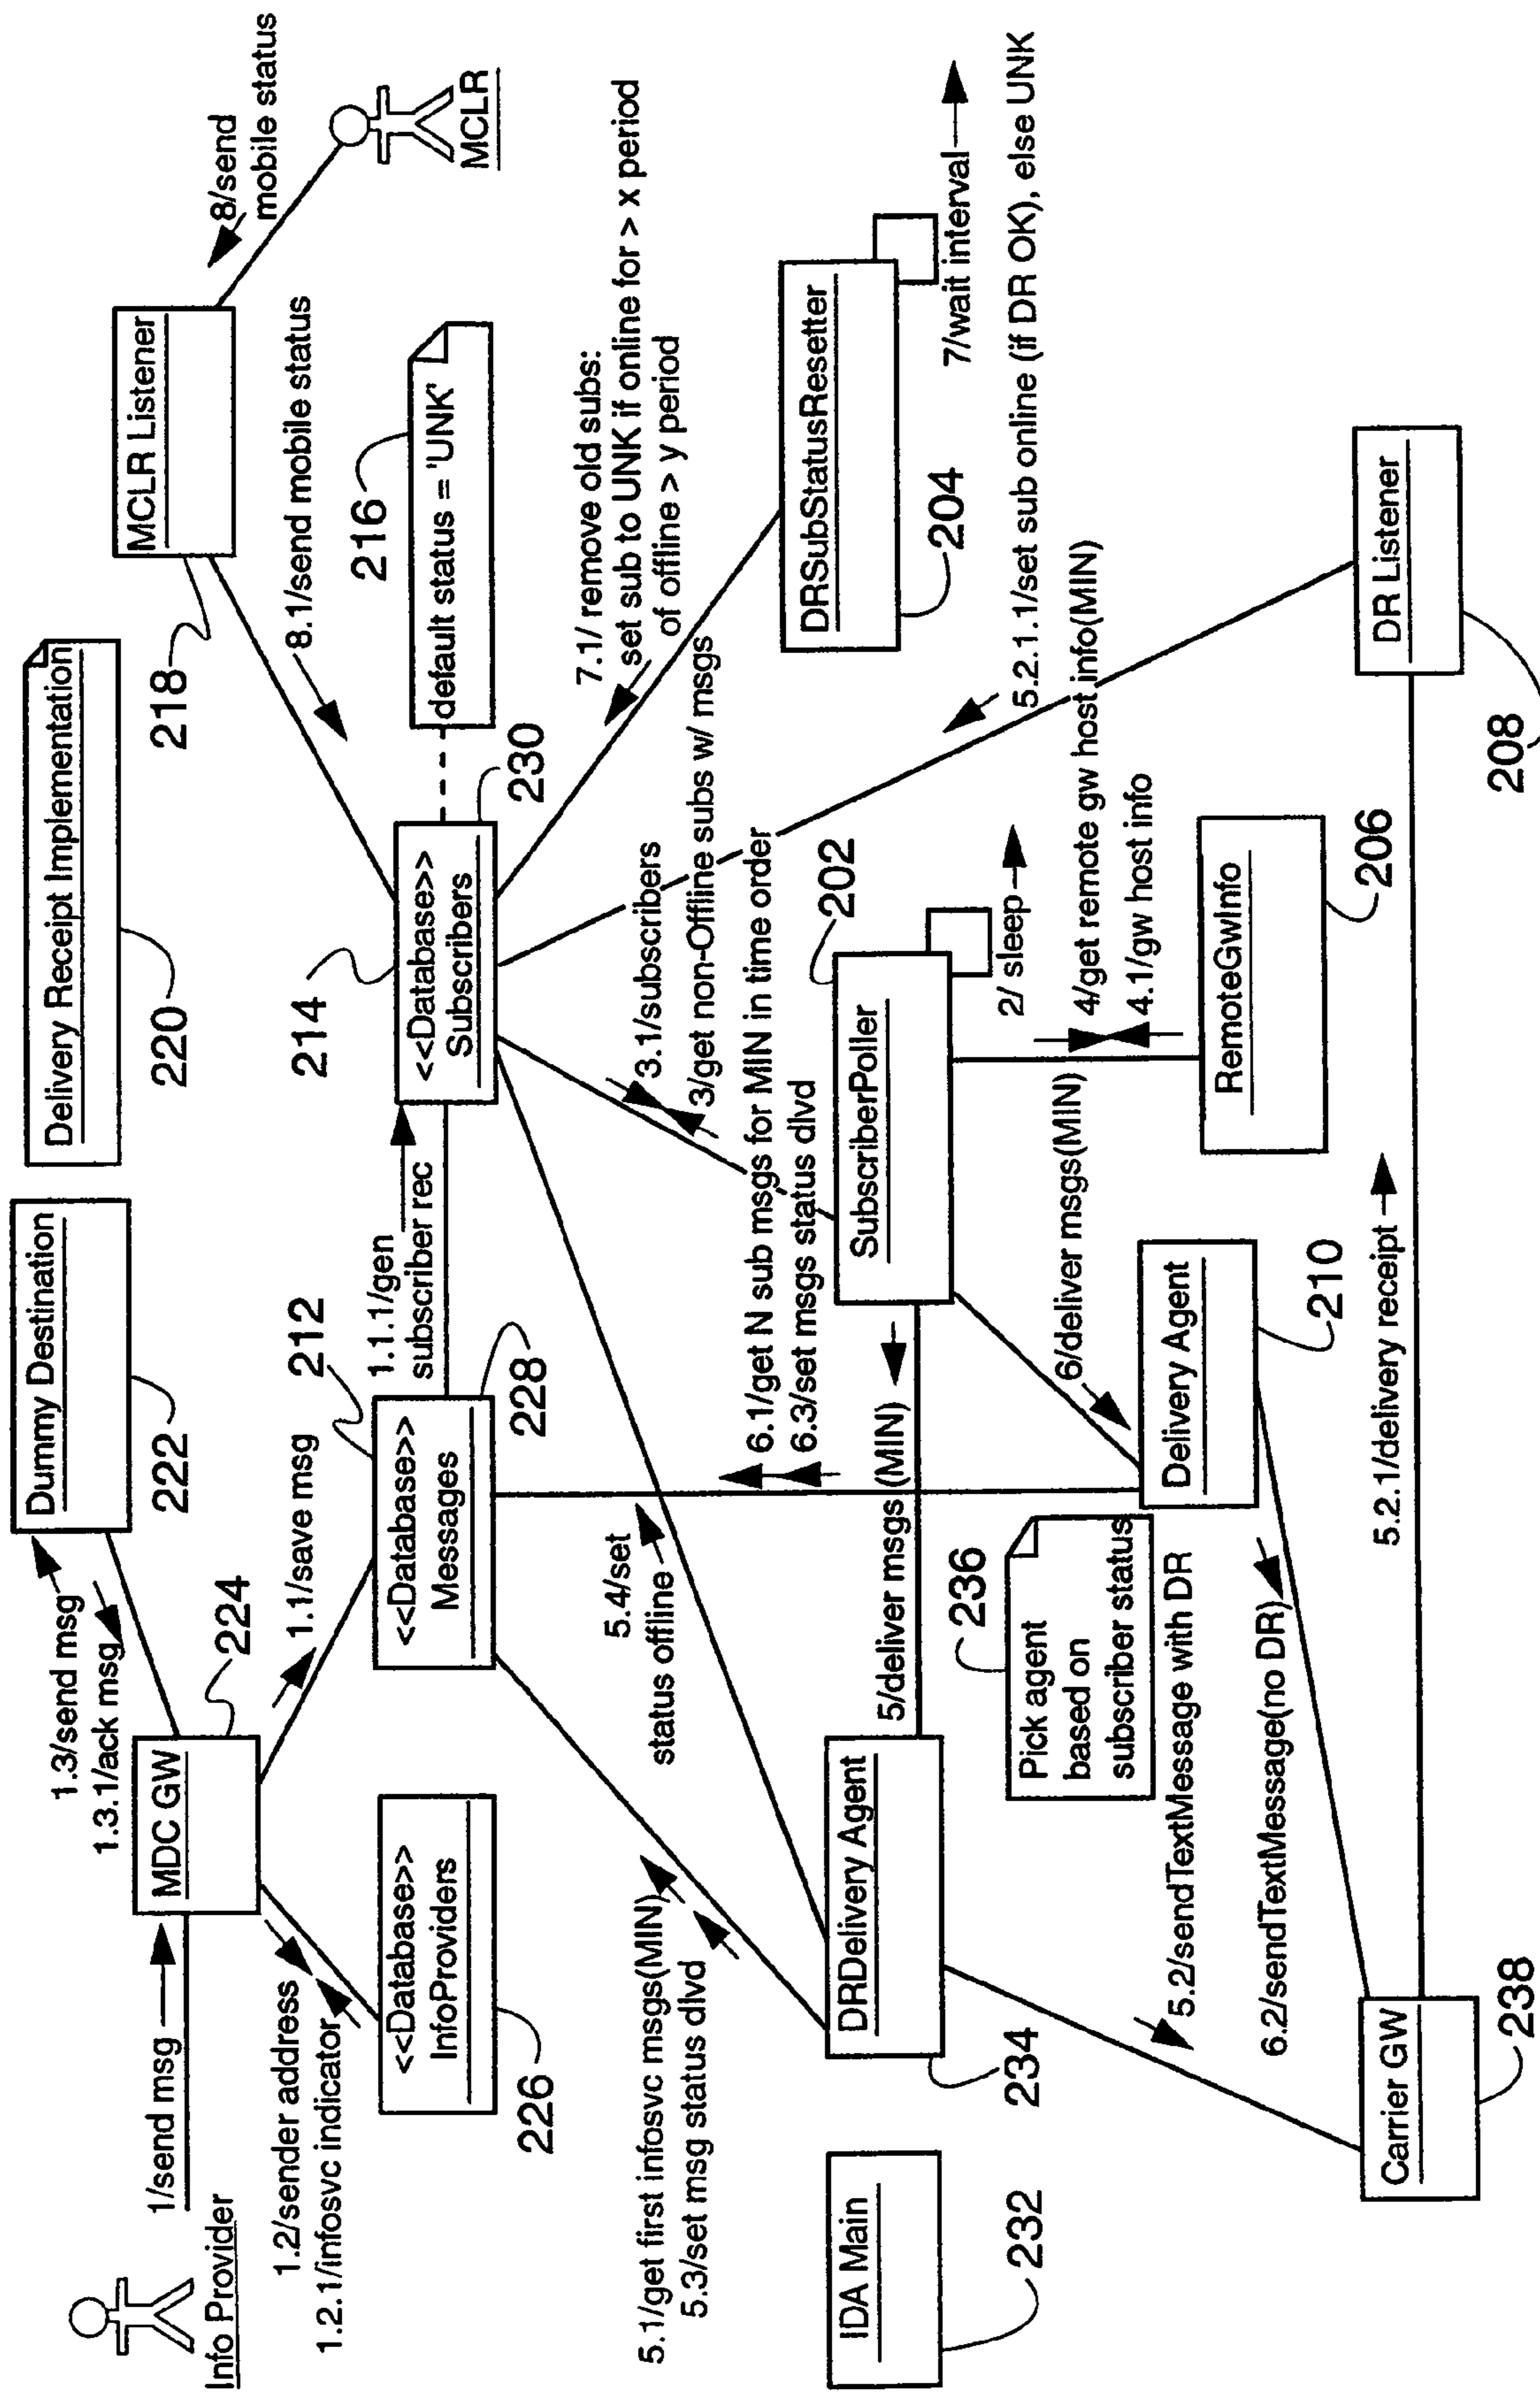 Info Provider
1/send msg
MDC GW
224
1.3/send msg
1.3.1/ack msg
Dummy Destination
222
Delivery Receipt Implementation
220
MCLR Listener
218
8/send
mobile status
MCLR
1.2/sender address
1.2.1/infosvc indicator
<<Database>>
InfoProviders
226
1.1/save msg
<<Database>>
Messages
212
228
1.1.1/gen
subscriber rec
<<Database>>
Subscribers
214
230
8.1/send mobile status
default status = 'UNK'
216
7.1/ remove old subs:
set sub to UNK if online for > x period
of offline > y period
DRSubStatusResetter
204
7/wait interval
5.1/get first infosvc msgs(MIN)
5.3/set msg status dlvd
5.4/set
status offline
3.1/subscribers
3/get non-Offline subs w/ msgs
6.1/get N sub msgs for MIN in time order
6.3/set msgs status dlvd
IDA Main
232
DRDelivery Agent
234
5/deliver msgs (MIN)
SubscriberPoller
202
2/ sleep
5.2.1.1/set sub online (if DR OK), else UNK
4/get remote gw host info(MIN)
4.1/gw host info
Pick agent
based on
subscriber status
236
6/deliver msgs(MIN)
Delivery Agent
210
RemoteGwInfo
206
5.2/sendTextMessage with DR
6.2/sendTextMessage(no DR)
Carrier GW
238
5.2.1/delivery receipt
DR Listener
208